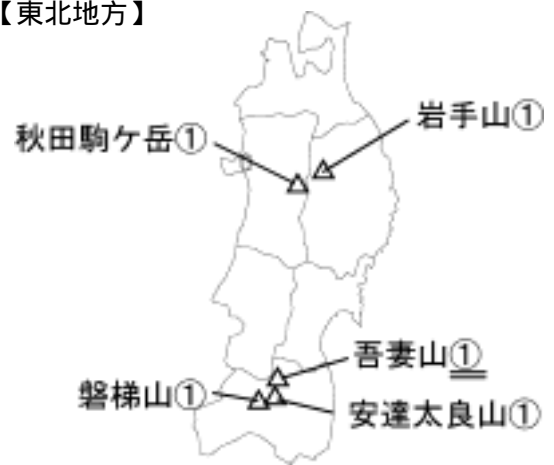 【東北地方】
岩手山①
秋田駒ケ岳①
吾妻山①
磐梯山①
安達太良山①